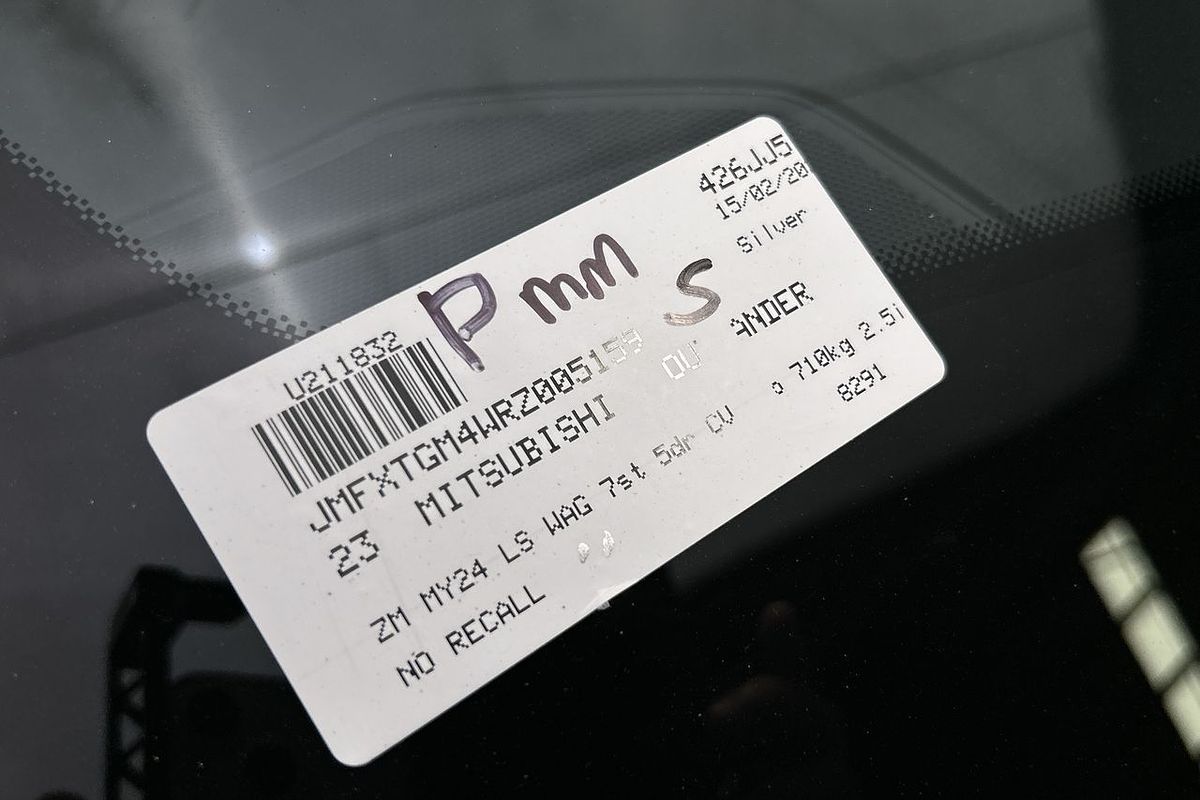 426JJ5
15/02/20
Silver
P mm S
U211832
JMFXTGM4WRZ005159
23 MITSUBISHI OU ANDER
ZM MY24 LS WAG 7st 5dr CV 710kg 2.5i
NO RECALL 8291